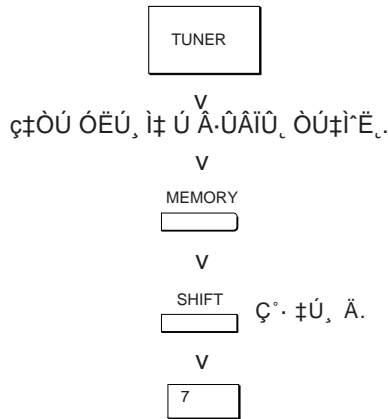 TUNER
v
ç‡ÒÚ ÓËÚ¸ Ì‡ Ú Â·ÛÂÏÛ˛ ÒÚ‡ÌˆË˛.
v
MEMORY
v
SHIFT
Ç˚· ‡Ú¸ Ä.
v
7